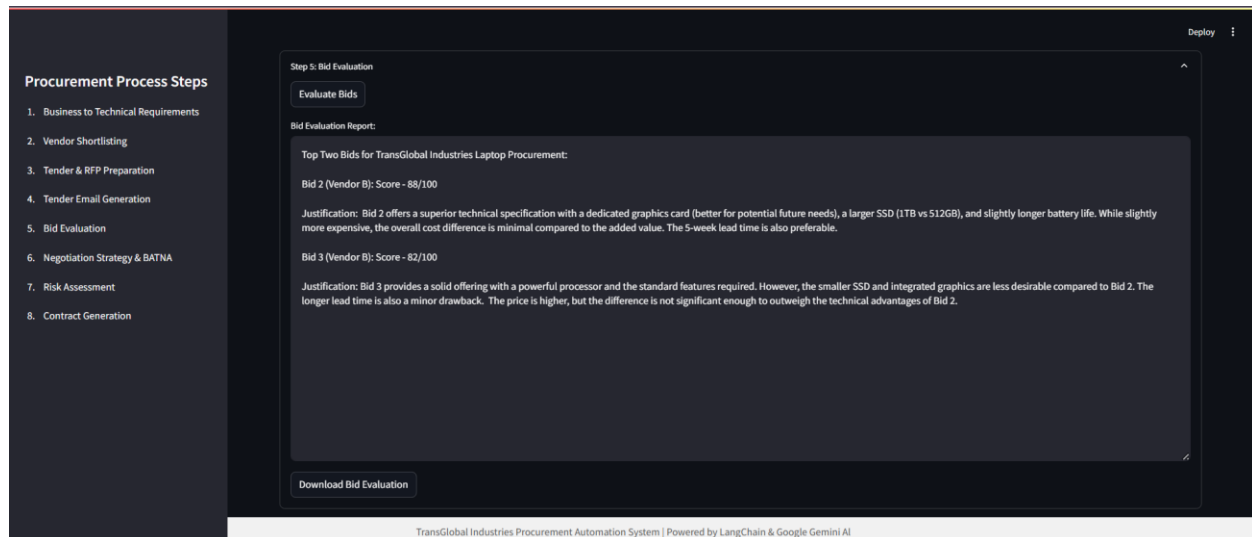 Deploy
Procurement Process Steps
1. Business to Technical Requirements
2. Vendor Shortlisting
3. Tender & RFP Preparation
4. Tender Email Generation
5. Bid Evaluation
6. Negotiation Strategy & BATNA
7. Risk Assessment
8. Contract Generation
Step 5: Bid Evaluation
Evaluate Bids
Bid Evaluation Report:
Top Two Bids for TransGlobal Industries Laptop Procurement:
Bid 2 (Vendor B): Score - 88/100
Justification: Bid 2 offers a superior technical specification with a dedicated graphics card (better for potential future needs), a larger SSD (1TB vs 512GB), and slightly longer battery life. While slightly
more expensive, the overall cost difference is minimal compared to the added value. The 5-week lead time is also preferable.
Bid 3 (Vendor B): Score - 82/100
Justification: Bid 3 provides a solid offering with a powerful processor and the standard features required. However, the smaller SSD and integrated graphics are less desirable compared to Bid 2. The
longer lead time is also a minor drawback. The price is higher, but the difference is not significant enough to outweigh the technical advantages of Bid 2.
Download Bid Evaluation
TransGlobal Industries Procurement Automation System | Powered by LangChain & Google Gemini AI